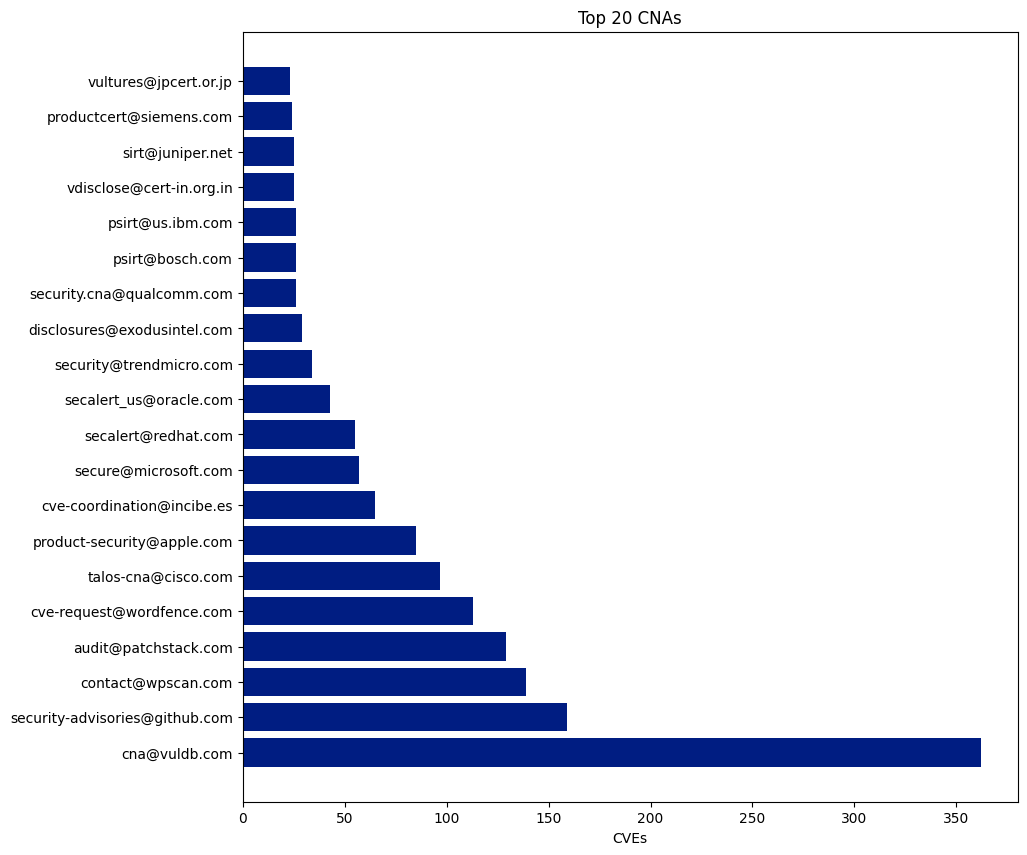 Top 20 CNAs
vultures@jpcert.or.jp
productcert@siemens.com
sirt@juniper.net
vdisclose@cert-in.org.in
psirt@us.ibm.com
psirt@bosch.com
security.cna@qualcomm.com
disclosures@exodusintel.com
security@trendmicro.com
secalert_us@oracle.com
secalert@redhat.com
secure@microsoft.com
cve-coordination@incibe.es
product-security@apple.com
talos-cna@cisco.com
cve-request@wordfence.com
audit@patchstack.com
contact@wpscan.com
security-advisories@github.com
cna@vuldb.com
0 50 100 150 200 250 300 350
CVEs